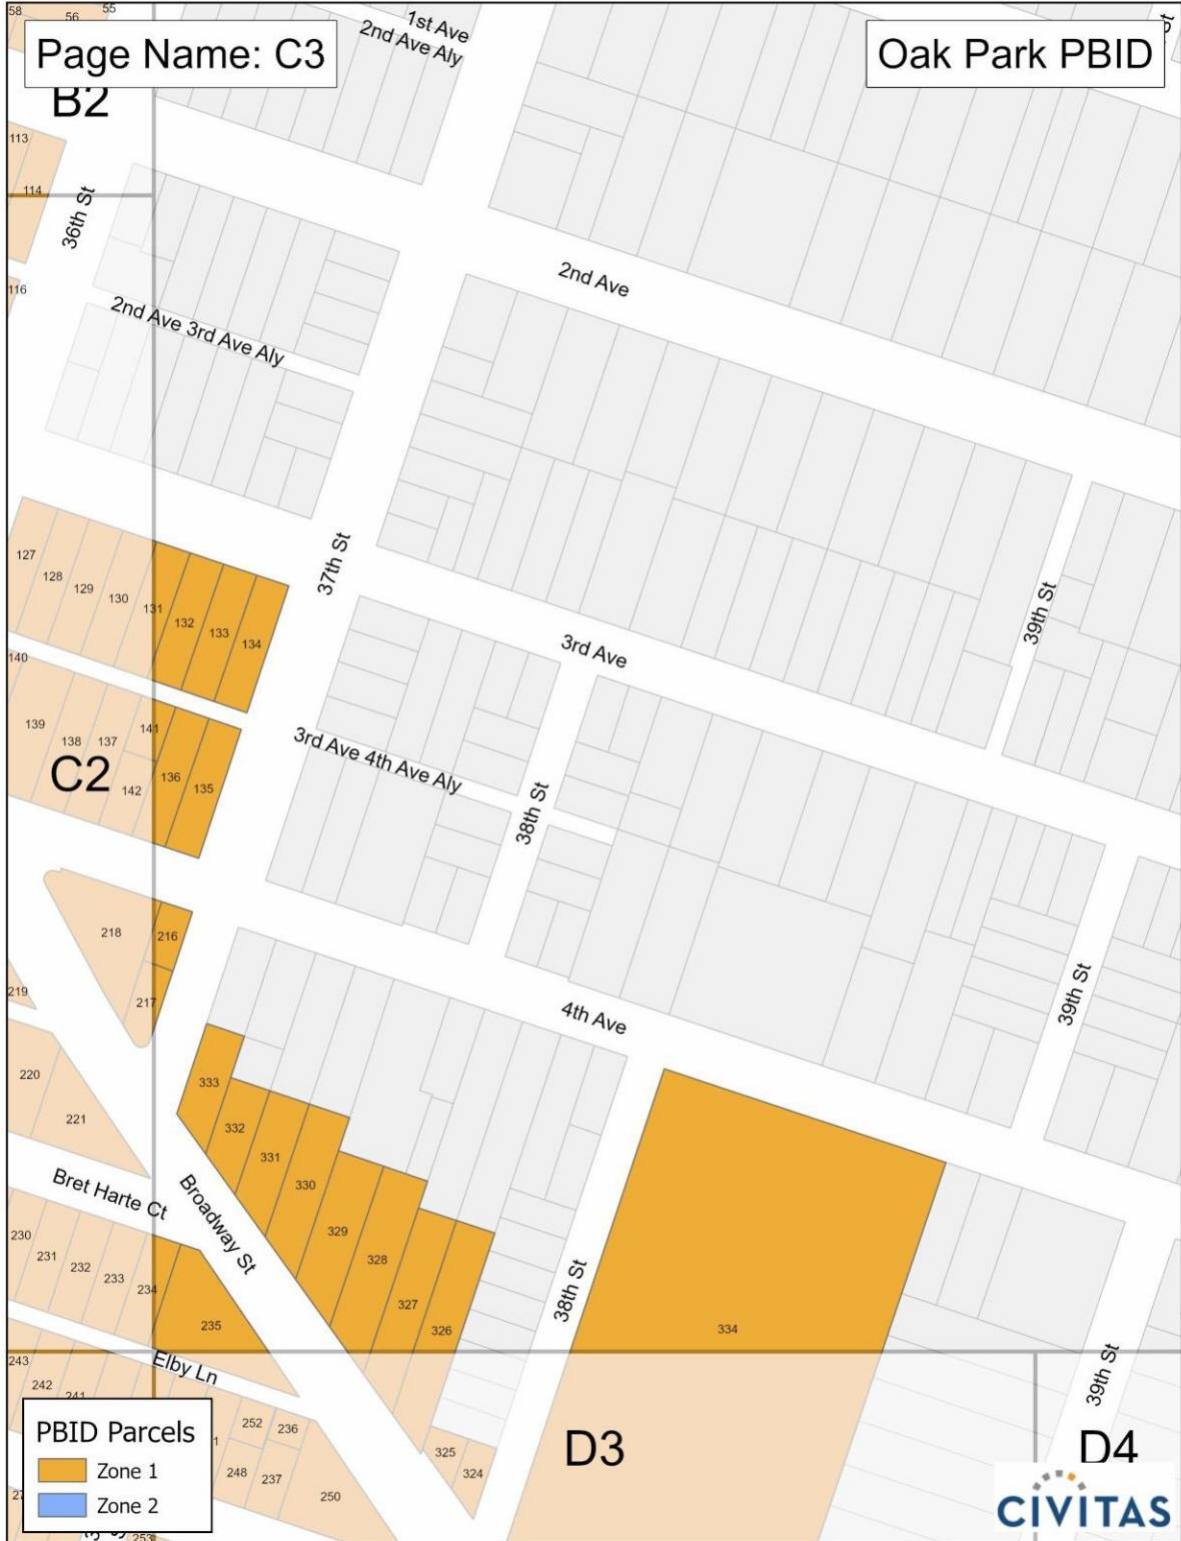 58
56
55
1st Ave
2nd Ave Aly
Page Name: C3
Oak Park PBID
St
B2
113
114
36th St
116
2nd Ave
2nd Ave 3rd Ave Aly
127
128
129
130
131
132
133
134
37th St
3rd Ave
39th St
140
139
138
137
141
142
136
135
C2
3rd Ave 4th Ave Aly
38th St
218
216
217
219
4th Ave
39th St
220
221
333
332
331
330
329
328
327
326
Bret Harte Ct
Broadway St
230
231
232
233
234
235
38th St
334
Elby Ln
39th St
243
242
241
252
236
248
237
250
325
324
D3
D4
PBID Parcels
Zone 1
Zone 2
253
CIVITAS